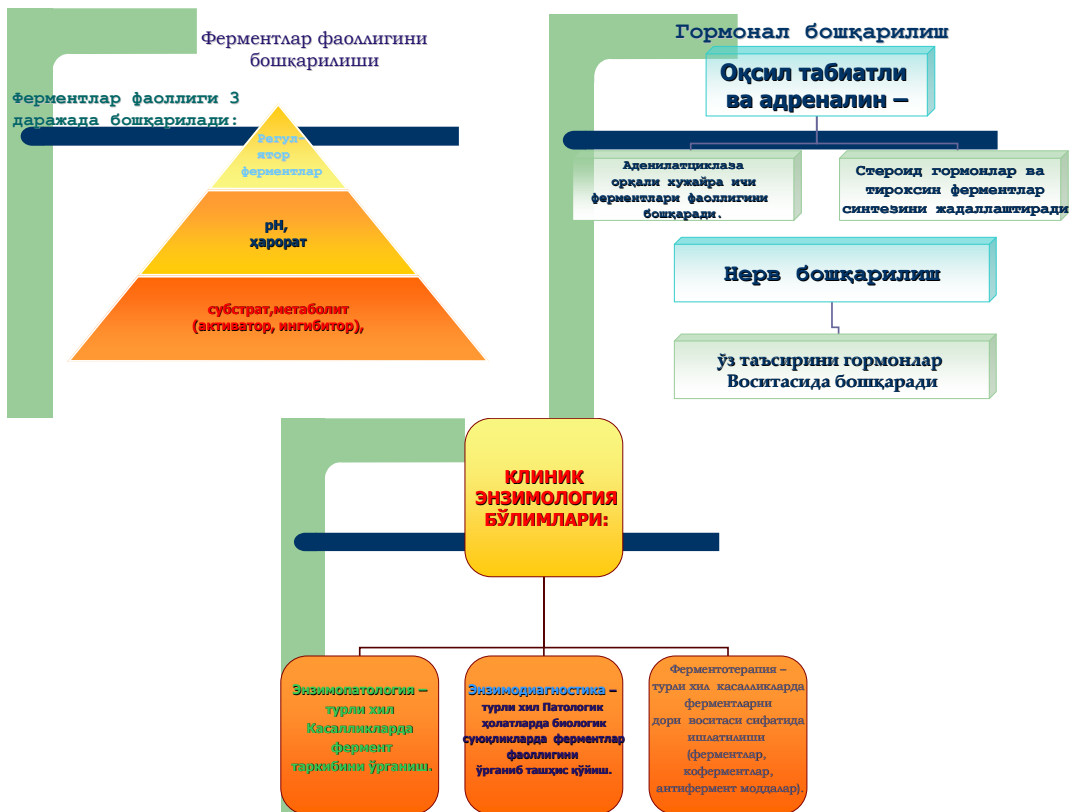 Ферментлар фаоллигини
бошқарилиши
Ферментлар фаоллиги 3
даражада бошқарилади:
Регул-
ятор
ферментлар
рН,
ҳарорат
субстрат,метаболит
(активатор, ингибитор),
Гормонал бошқарилиш
Оқсил табиатли
ва адреналин –
Аденилатциклаза
орқали хужайра ичи
ферментлари фаоллигини
бошқаради.
Стероид гормонлар ва
тироксин ферментлар
синтезини жадаллаштиради
Нерв бошқарилиш
ўз таъсирини гормонлар
Воситасида бошқаради
КЛИНИК
ЭНЗИМОЛОГИЯ
БЎЛИМЛАРИ:
Энзимопатология –
турли хил
Касалликларда
фермент
таркибини ўрганиш.
Энзимодиагностика –
турли хил Патологик
ҳолатларда биологик
суюқликларда ферментлар
фаоллигини
ўрганиб ташҳис қўйиш.
Ферментотерапия –
турли хил касалликларда
ферментларни
дори воситаси сифатида
ишлатилиши
(ферментлар,
коферментлар,
антифермент моддалар).